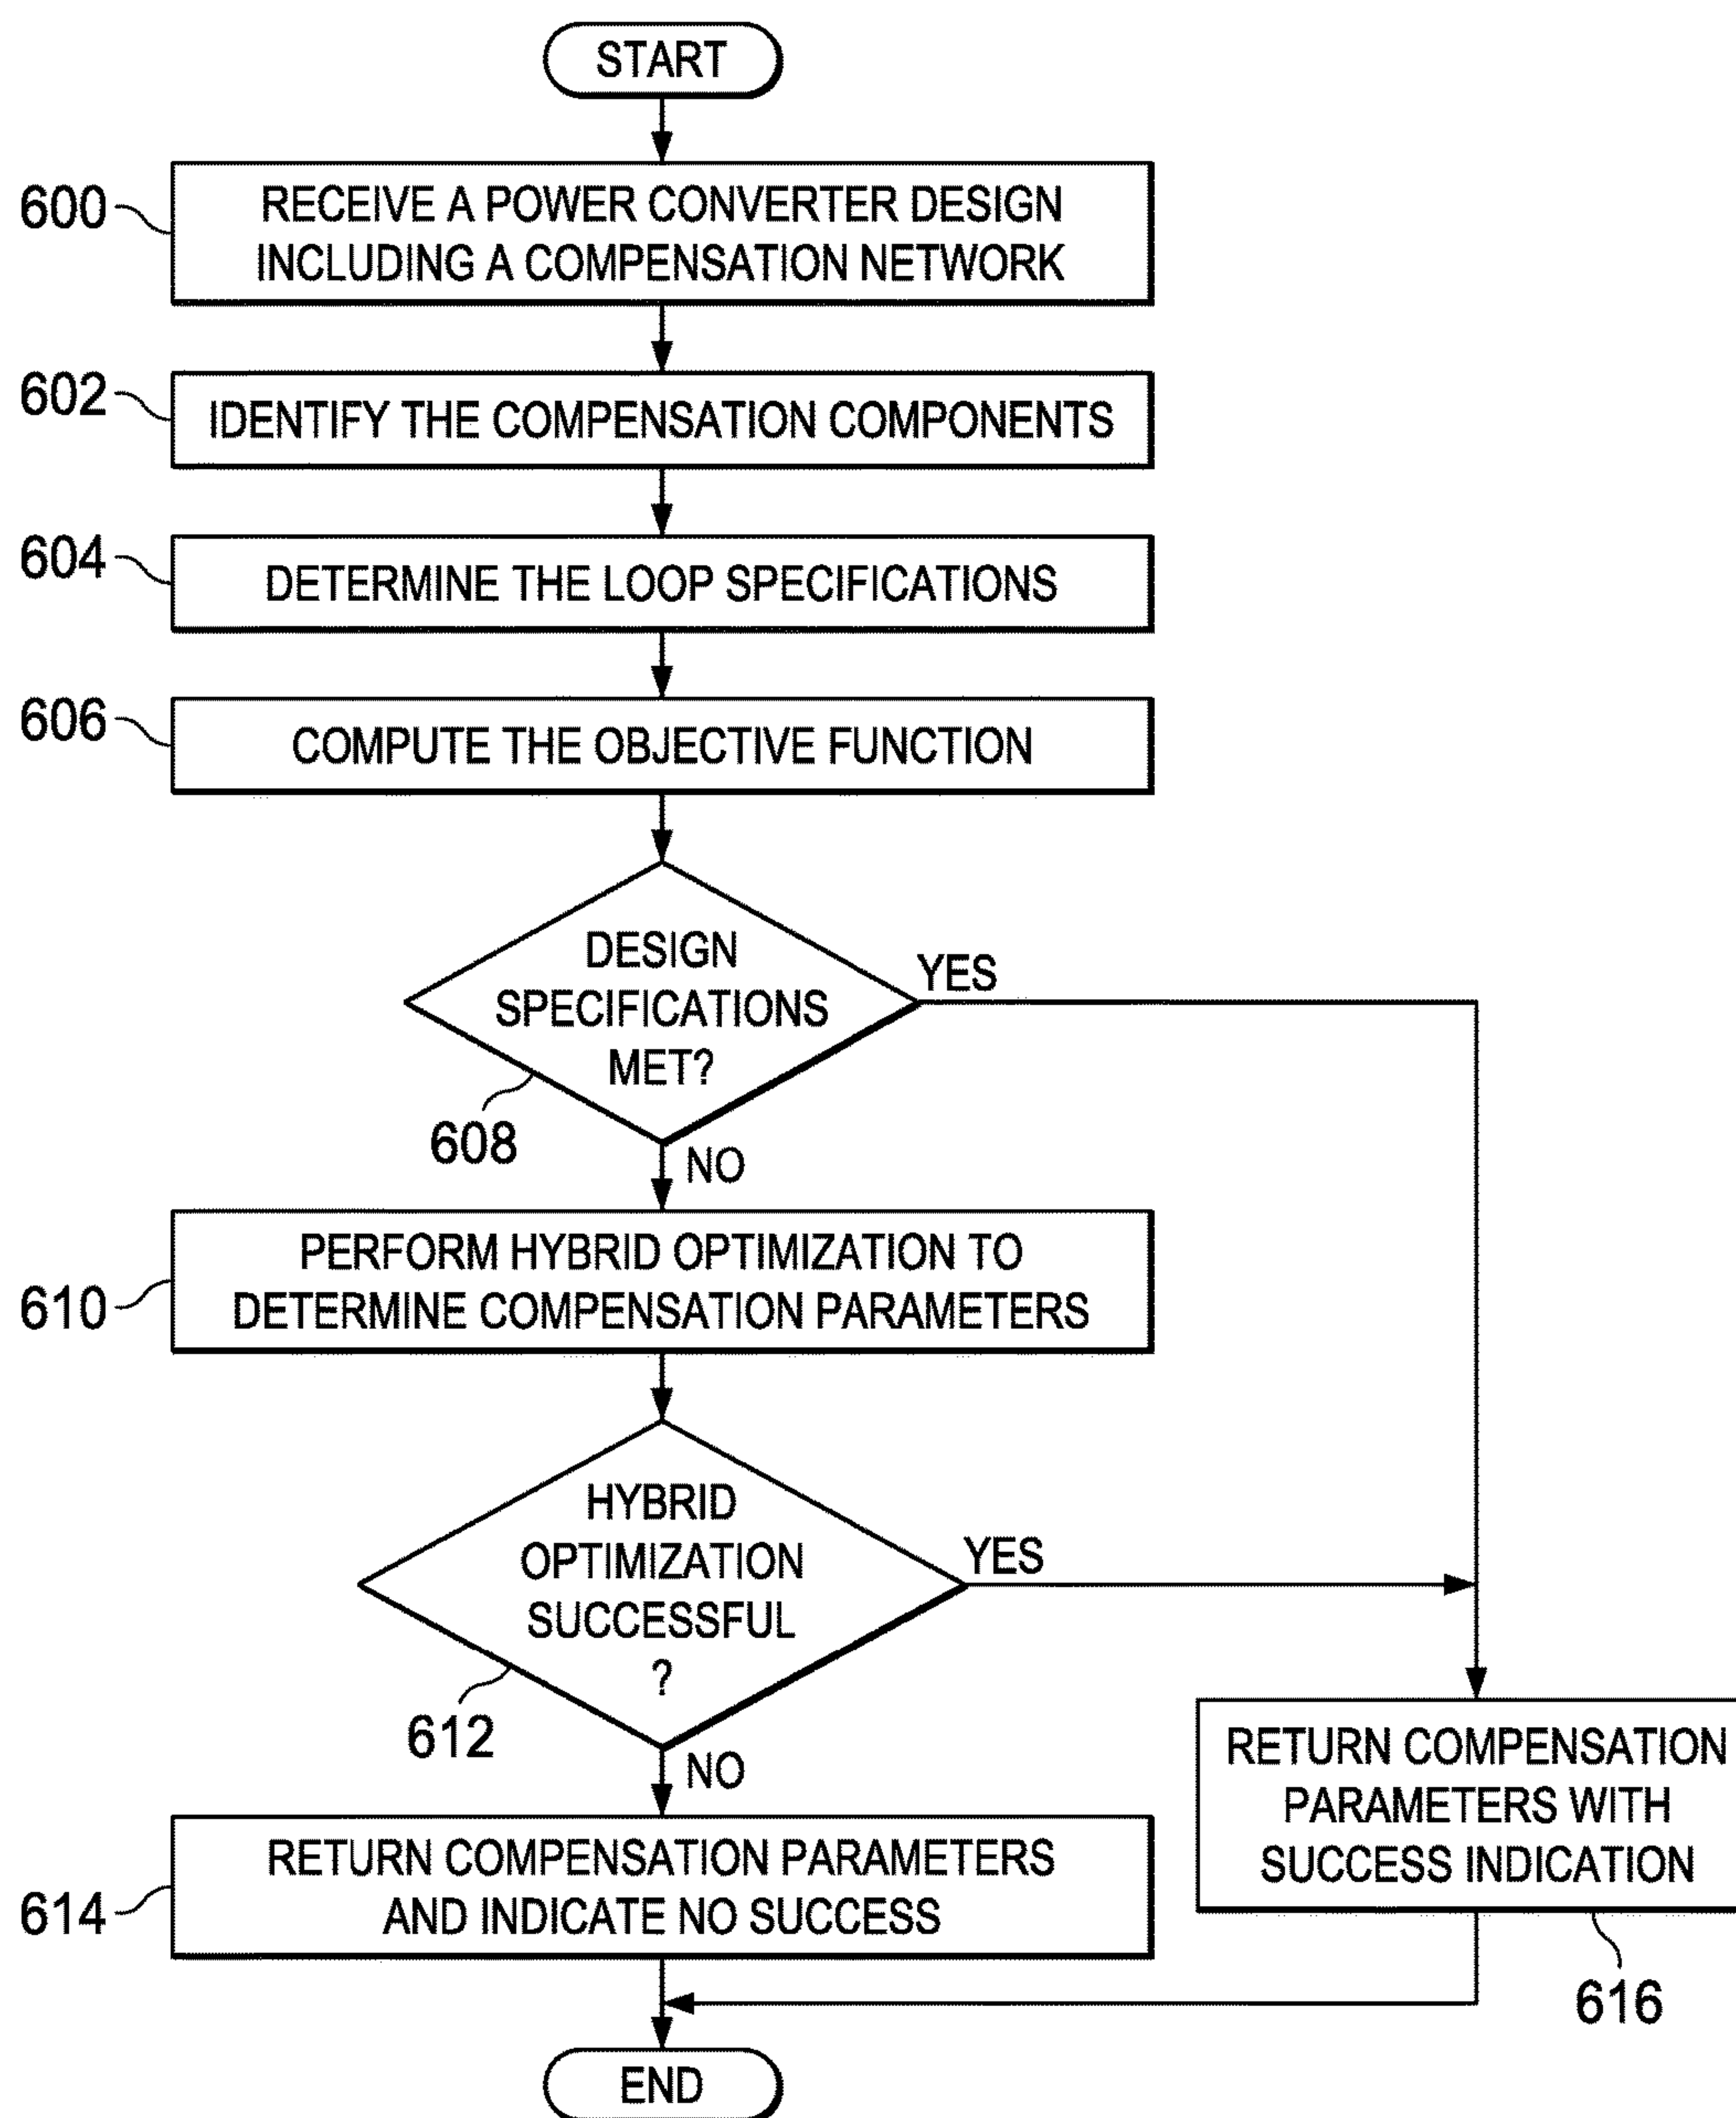 START
600
RECEIVE A POWER CONVERTER DESIGN
INCLUDING A COMPENSATION NETWORK
602
IDENTIFY THE COMPENSATION COMPONENTS
604
DETERMINE THE LOOP SPECIFICATIONS
606
COMPUTE THE OBJECTIVE FUNCTION
DESIGN
SPECIFICATIONS
MET?
YES
608
NO
610
PERFORM HYBRID OPTIMIZATION TO
DETERMINE COMPENSATION PARAMETERS
HYBRID
OPTIMIZATION
SUCCESSFUL
?
YES
612
NO
614
RETURN COMPENSATION PARAMETERS
AND INDICATE NO SUCCESS
RETURN COMPENSATION
PARAMETERS WITH
SUCCESS INDICATION
616
END